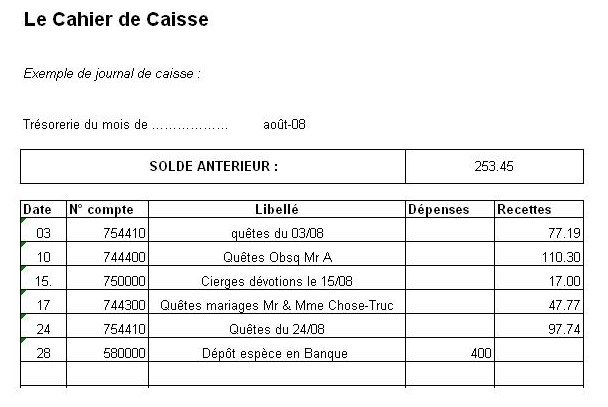 Le Cahier de Caisse
Exemple de journal de caisse :
Trésorerie du mois de ……………… août-08
SOLDE ANTERIEUR : 253.45
Date N° compte Libellé Dépenses Recettes
03 754410 quêtes du 03/08 77.19
10 744400 Quêtes Obsq Mr A 110.30
15. 750000 Cierges dévotions le 15/08 17.00
17 744300 Quêtes mariages Mr & Mme Chose-Truc 47.77
24 754410 Quêtes du 24/08 97.74
28 580000 Dépôt espèce en Banque 400